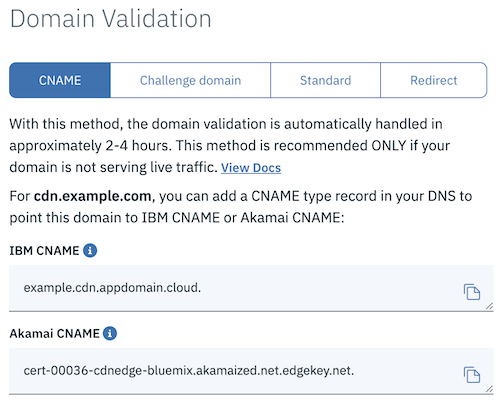 Domain Validation
CNAME Challenge domain Standard Redirect
With this method, the domain validation is automatically handled in
approximately 2-4 hours. This method is recommended ONLY if your
domain is not serving live traffic. View Docs
For cdn.example.com, you can add a CNAME type record in your DNS to
point this domain to IBM CNAME or Akamai CNAME:
IBM CNAME
example.cdn.appdomain.cloud.
Akamai CNAME
cert-00036-cdnedge-bluemix.akamaized.net.edgekey.net.